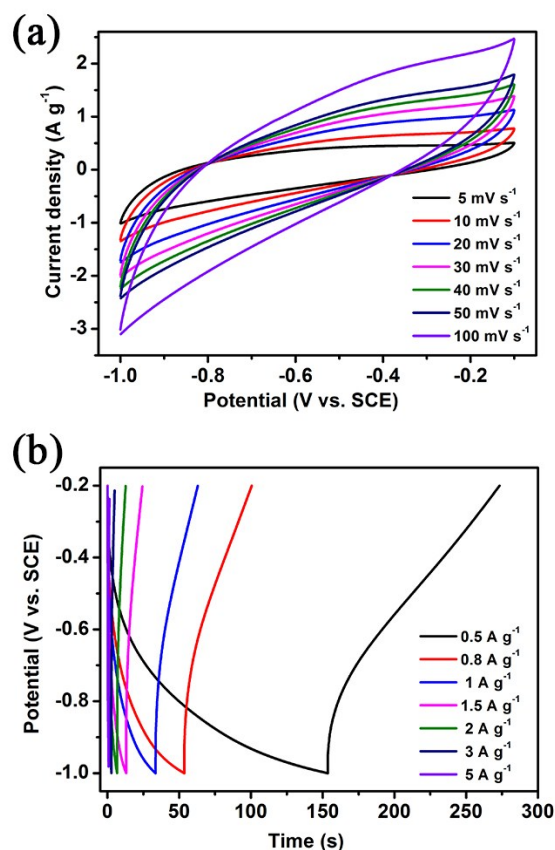 (a)
Current density (A g⁻¹)
2
1
0
-1
-2
-3
5 mV s⁻¹
10 mV s⁻¹
20 mV s⁻¹
30 mV s⁻¹
40 mV s⁻¹
50 mV s⁻¹
100 mV s⁻¹
-1.0 -0.8 -0.6 -0.4 -0.2
Potential (V vs. SCE)
(b)
Potential (V vs. SCE)
-0.2
-0.4
-0.6
-0.8
-1.0
0.5 A g⁻¹
0.8 A g⁻¹
1 A g⁻¹
1.5 A g⁻¹
2 A g⁻¹
3 A g⁻¹
5 A g⁻¹
0 50 100 150 200 250 300
Time (s)